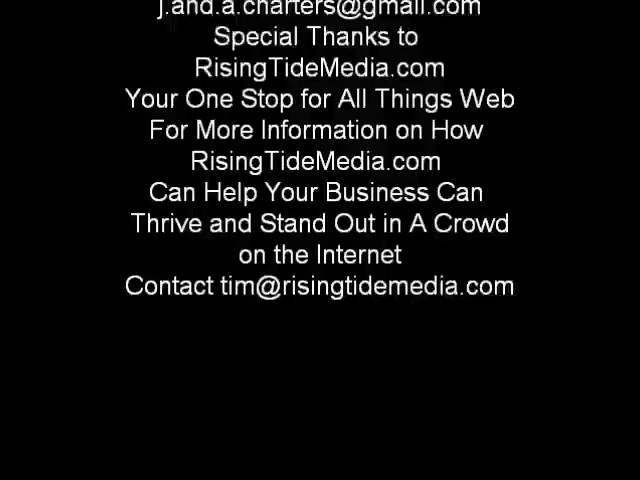 j.and.a.charters@gmail.com
Special Thanks to
RisingTideMedia.com
Your One Stop for All Things Web
For More Information on How
RisingTideMedia.com
Can Help Your Business Can
Thrive and Stand Out in A Crowd
on the Internet
Contact tim@risingtidemedia.com